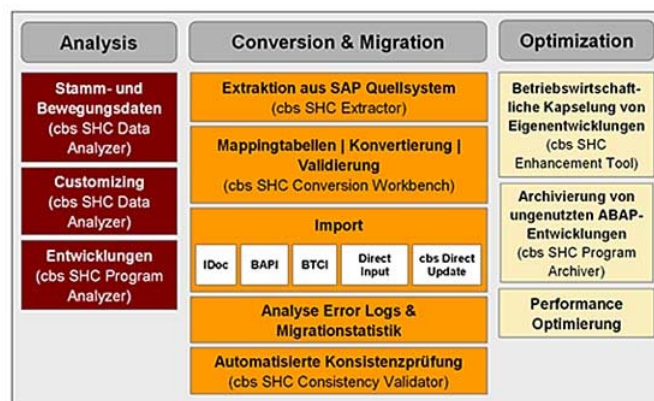 Analysis
Stamm- und
Bewegungsdaten
(cbs SHC Data
Analyzer)
Customizing
(cbs SHC Data
Analyzer)
Entwicklungen
(cbs SHC Program
Analyzer)
Conversion & Migration
Extraktion aus SAP Quellsystem
(cbs SHC Extractor)
Mappingtabellen | Konvertierung |
Validierung
(cbs SHC Conversion Workbench)
Import
IDoc
BAPI
BTCI
Direct
Input
cbs Direct
Update
Analyse Error Logs &
Migrationstatistik
Automatisierte Konsistenzprüfung
(cbs SHC Consistency Validator)
Optimization
Betriebswirtschaft-
liche Kapselung von
Eigenentwicklungen
(cbs SHC
Enhancement Tool)
Archivierung von
ungenutzten ABAP-
Entwicklungen
(cbs SHC Program
Archiver)
Performance
Optimierung